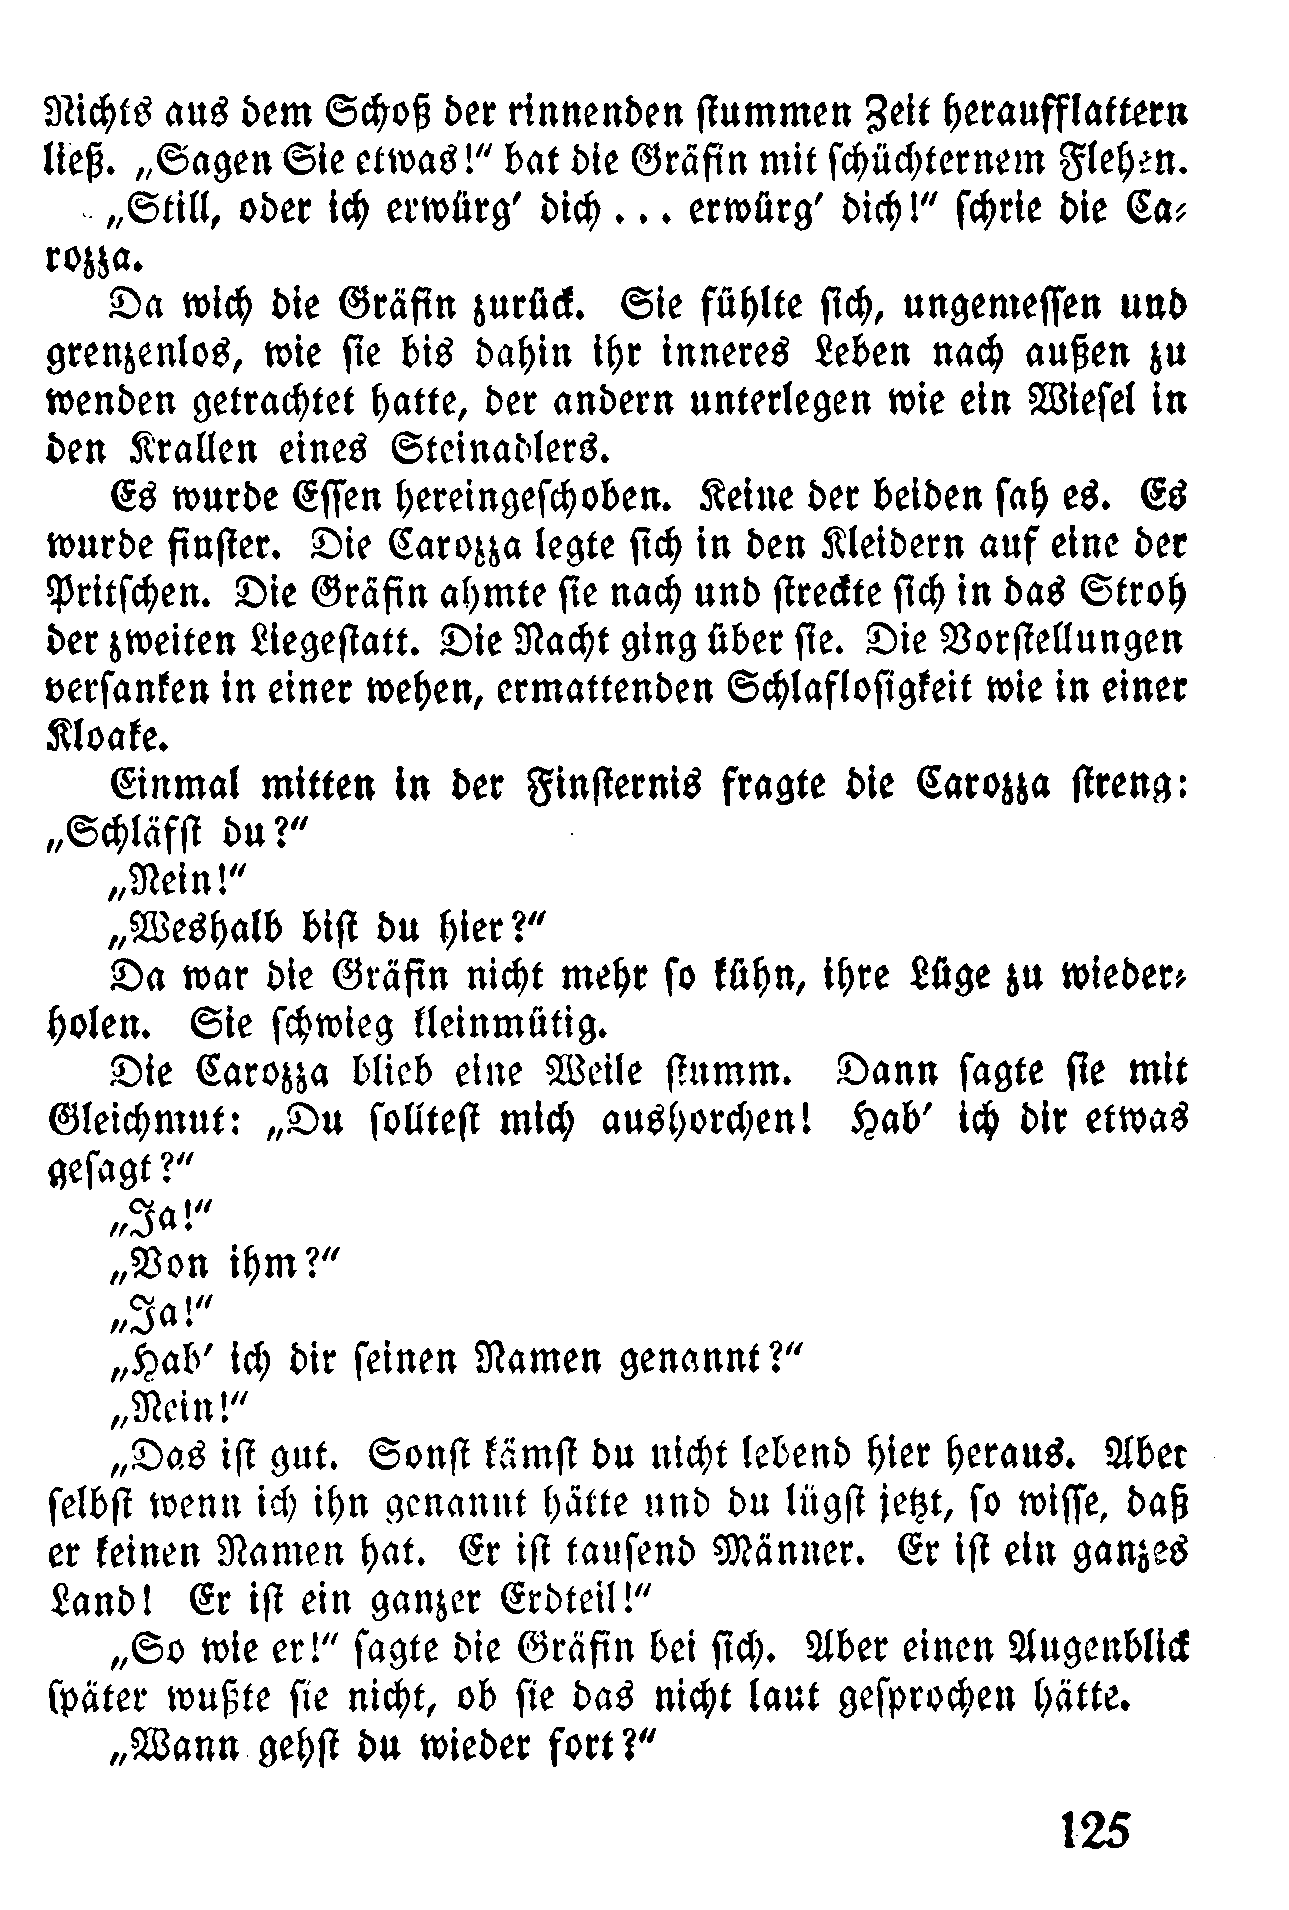 Nichts aus dem Schoß der rinnenden stummen Zeit heraufflattern
ließ. „Sagen Sie etwas!“ bat die Gräfin mit schüchternem Flehen.
„Still, oder ich erwürg’ dich . . . erwürg’ dich!“ schrie die Ca-
rozza.
Da wich die Gräfin zurück. Sie fühlte sich, ungemessen und
grenzenlos, wie sie bis dahin ihr inneres Leben nach außen zu
wenden getrachtet hatte, der andern unterlegen wie ein Wiesel in
den Krallen eines Steinadlers.
Es wurde Essen hereingeschoben. Keine der beiden sah es. Es
wurde finster. Die Carozza legte sich in den Kleidern auf eine der
Pritschen. Die Gräfin ahmte sie nach und streckte sich in das Stroh
der zweiten Liegestatt. Die Nacht ging über sie. Die Vorstellungen
versanken in einer wehen, ermattenden Schlaflosigkeit wie in einer
Kloake.
Einmal mitten in der Finsternis fragte die Carozza streng:
„Schläfst du?“
„Nein!“
„Weshalb bist du hier?“
Da war die Gräfin nicht mehr so kühn, ihre Lüge zu wieder-
holen. Sie schwieg kleinmütig.
Die Carozza blieb eine Weile stumm. Dann sagte sie mit
Gleichmut: „Du solltest mich aushorchen! Hab’ ich dir etwas
gesagt?“
„Ja!“
„Von ihm?“
„Ja!“
„Hab’ ich dir seinen Namen genannt?“
„Nein!“
„Das ist gut. Sonst kämst du nicht lebend hier heraus. Aber
selbst wenn ich ihn genannt hätte und du lügst jetzt, so wisse, daß
er keinen Namen hat. Er ist tausend Männer. Er ist ein ganzes
Land! Er ist ein ganzer Erdteil!“
„So wie er!“ sagte die Gräfin bei sich. Aber einen Augenblick
später wußte sie nicht, ob sie das nicht laut gesprochen hätte.
„Wann gehst du wieder fort?“
125